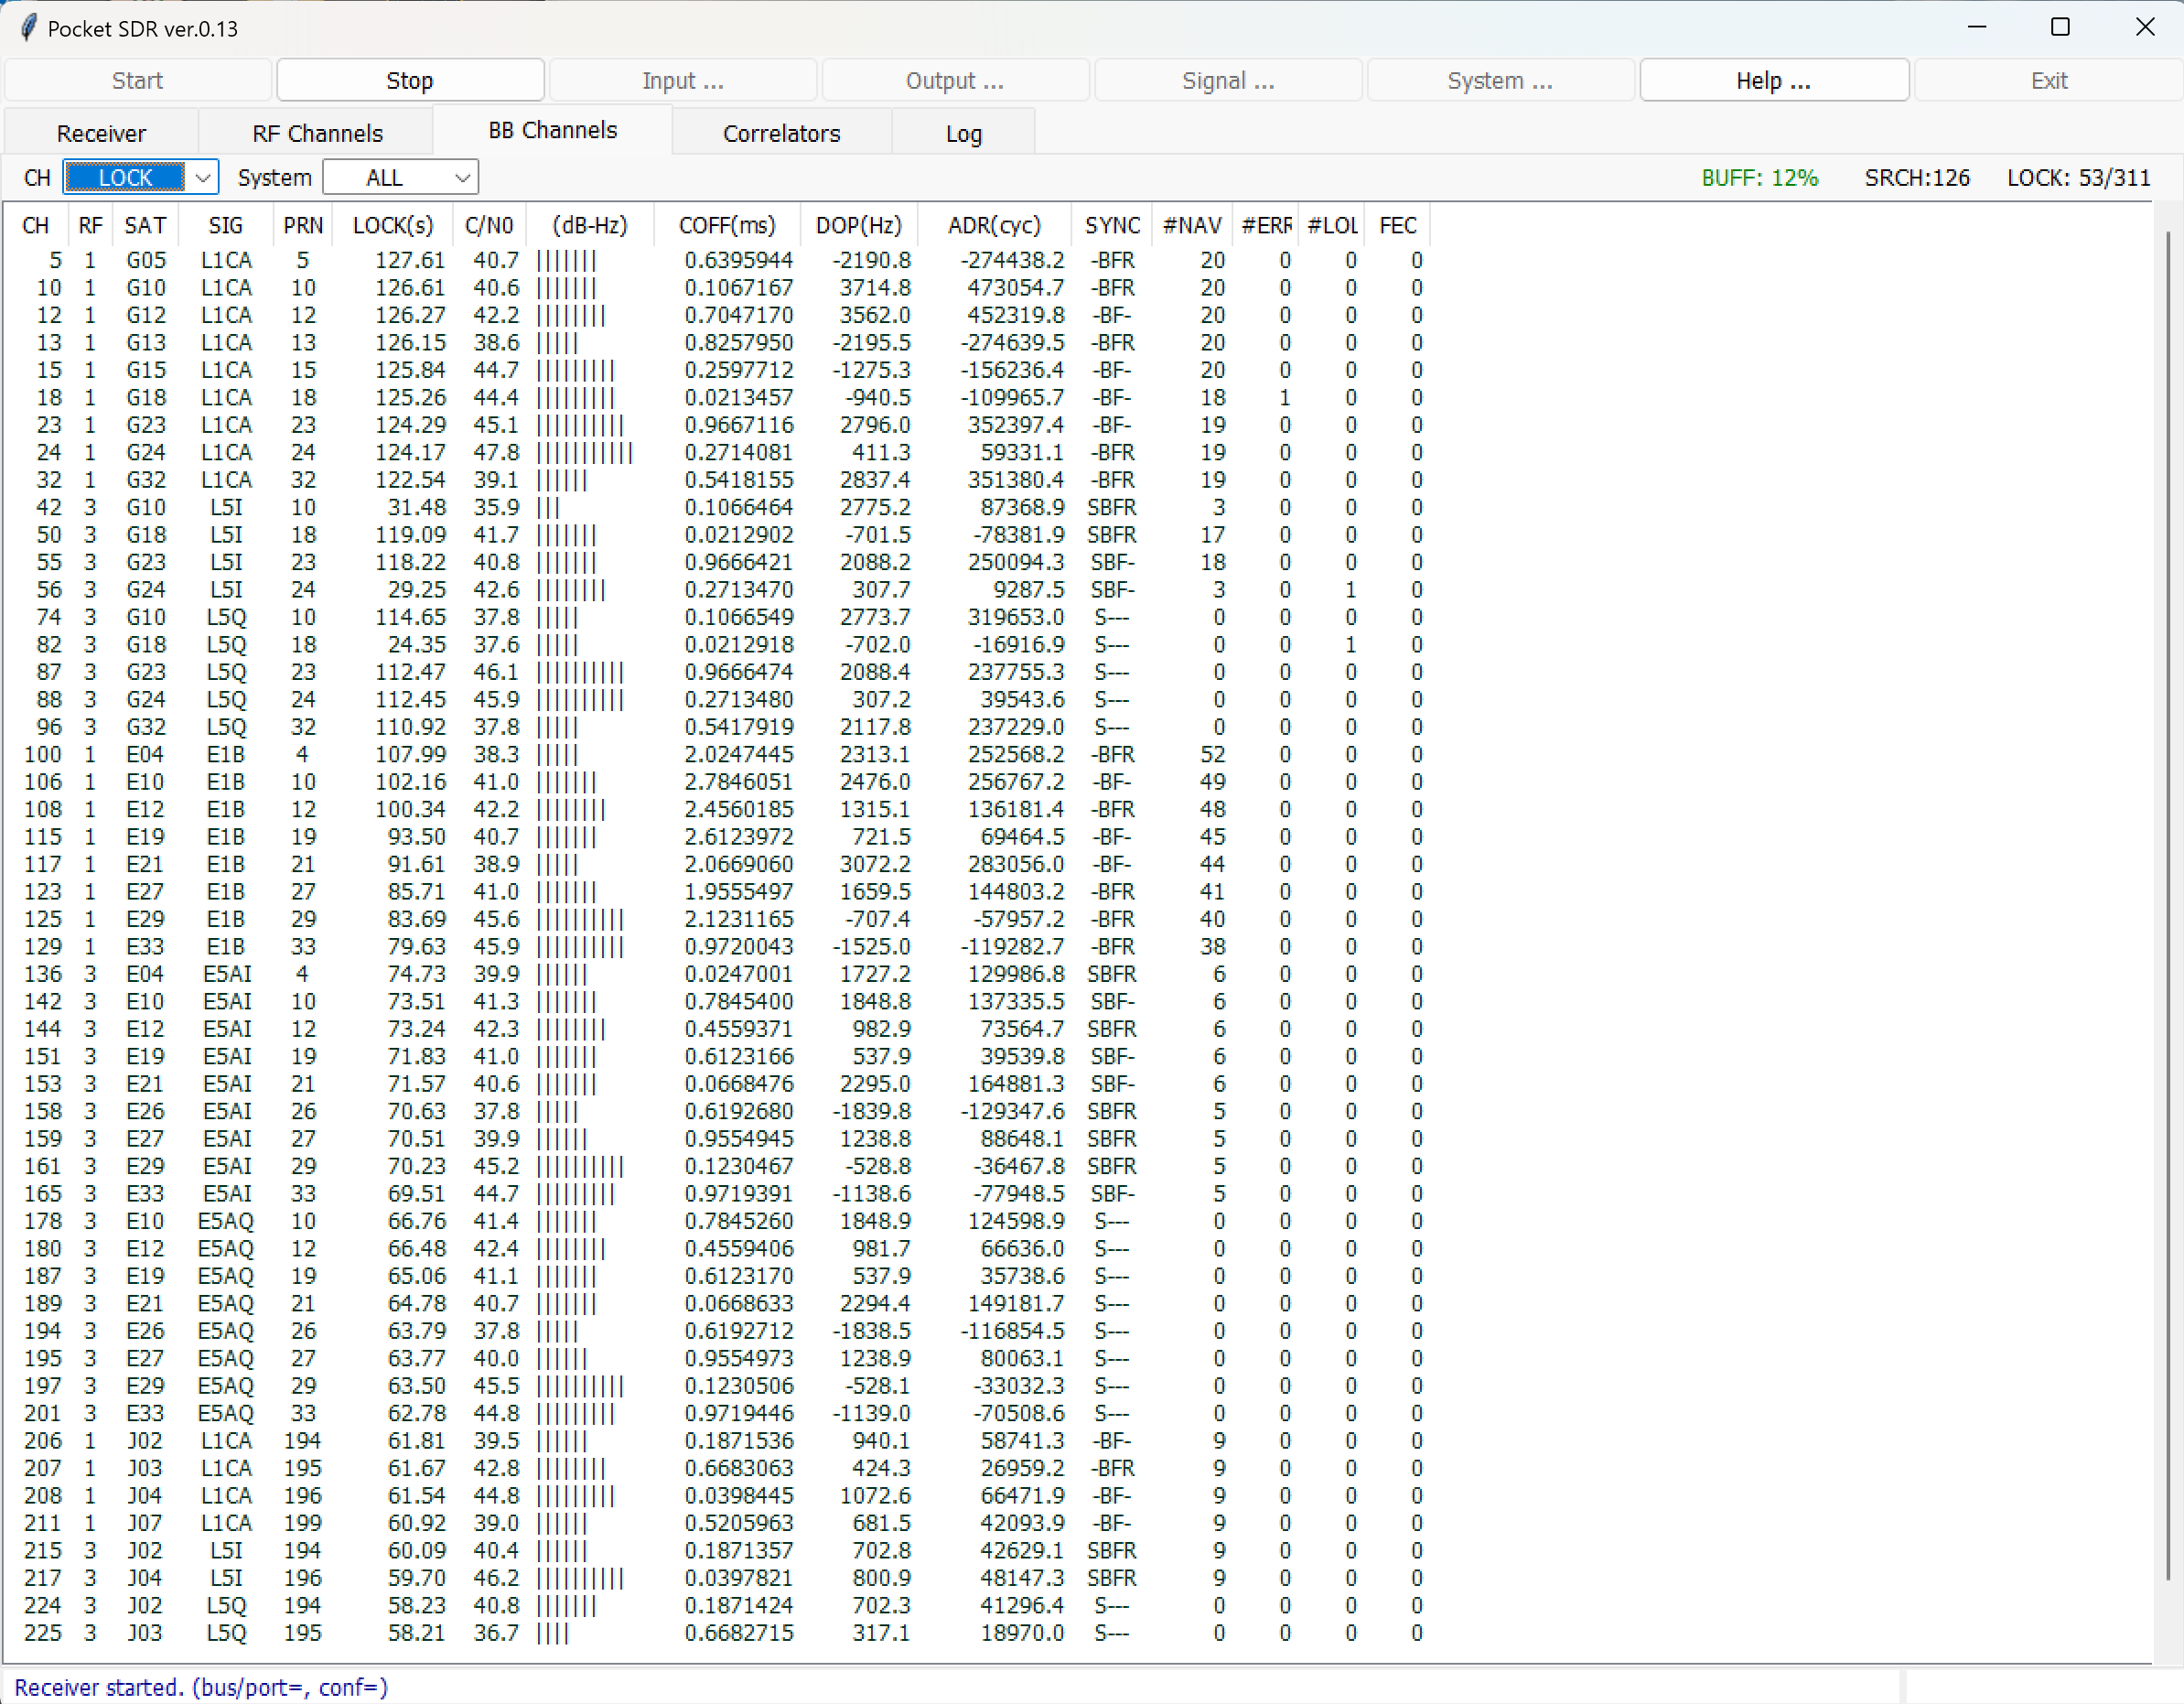 Pocket SDR ver.0.13
Start Stop Input ... Output ... Signal ... System ... Help ... Exit
Receiver RF Channels BB Channels Correlators Log
CH LOCK System ALL BUFF: 12% SRCH:126 LOCK: 53/311
CH RF SAT SIG PRN LOCK(s) C/N0 (dB-Hz) COFF(ms) DOP(Hz) ADR(cyc) SYNC #NAV #ERR #LOL FEC
5 1 G05 L1CA 5 127.61 40.7 ||||||| 0.6395944 -2190.8 -274438.2 -BFR 20 0 0 0
10 1 G10 L1CA 10 126.61 40.6 ||||||| 0.1067167 3714.8 473054.7 -BFR 20 0 0 0
12 1 G12 L1CA 12 126.27 42.2 |||||||| 0.7047170 3562.0 452319.8 -BF- 20 0 0 0
13 1 G13 L1CA 13 126.15 38.6 ||||| 0.8257950 -2195.5 -274639.5 -BFR 20 0 0 0
15 1 G15 L1CA 15 125.84 44.7 ||||||||| 0.2597712 -1275.3 -156236.4 -BF- 20 0 0 0
18 1 G18 L1CA 18 125.26 44.4 ||||||||| 0.0213457 -940.5 -109965.7 -BF- 18 1 0 0
23 1 G23 L1CA 23 124.29 45.1 |||||||||| 0.9667116 2796.0 352397.4 -BF- 19 0 0 0
24 1 G24 L1CA 24 124.17 47.8 ||||||||||| 0.2714081 411.3 59331.1 -BFR 19 0 0 0
32 1 G32 L1CA 32 122.54 39.1 |||||| 0.5418155 2837.4 351380.4 -BFR 19 0 0 0
42 3 G10 L5I 10 31.48 35.9 ||| 0.1066464 2775.2 87368.9 SBFR 3 0 0 0
50 3 G18 L5I 18 119.09 41.7 ||||||| 0.0212902 -701.5 -78381.9 SBFR 17 0 0 0
55 3 G23 L5I 23 118.22 40.8 ||||||| 0.9666421 2088.2 250094.3 SBF- 18 0 0 0
56 3 G24 L5I 24 29.25 42.6 |||||||| 0.2713470 307.7 9287.5 SBF- 3 0 1 0
74 3 G10 L5Q 10 114.65 37.8 ||||| 0.1066549 2773.7 319653.0 S--- 0 0 0 0
82 3 G18 L5Q 18 24.35 37.6 ||||| 0.0212918 -702.0 -16916.9 S--- 0 0 1 0
87 3 G23 L5Q 23 112.47 46.1 |||||||||| 0.9666474 2088.4 237755.3 S--- 0 0 0 0
88 3 G24 L5Q 24 112.45 45.9 |||||||||| 0.2713480 307.2 39543.6 S--- 0 0 0 0
96 3 G32 L5Q 32 110.92 37.8 ||||| 0.5417919 2117.8 237229.0 S--- 0 0 0 0
100 1 E04 E1B 4 107.99 38.3 ||||| 2.0247445 2313.1 252568.2 -BFR 52 0 0 0
106 1 E10 E1B 10 102.16 41.0 ||||||| 2.7846051 2476.0 256767.2 -BF- 49 0 0 0
108 1 E12 E1B 12 100.34 42.2 |||||||| 2.4560185 1315.1 136181.4 -BFR 48 0 0 0
115 1 E19 E1B 19 93.50 40.7 ||||||| 2.6123972 721.5 69464.5 -BF- 45 0 0 0
117 1 E21 E1B 21 91.61 38.9 ||||| 2.0669060 3072.2 283056.0 -BF- 44 0 0 0
123 1 E27 E1B 27 85.71 41.0 ||||||| 1.9555497 1659.5 144803.2 -BFR 41 0 0 0
125 1 E29 E1B 29 83.69 45.6 |||||||||| 2.1231165 -707.4 -57957.2 -BFR 40 0 0 0
129 1 E33 E1B 33 79.63 45.9 |||||||||| 0.9720043 -1525.0 -119282.7 -BFR 38 0 0 0
136 3 E04 E5AI 4 74.73 39.9 |||||| 0.0247001 1727.2 129986.8 SBFR 6 0 0 0
142 3 E10 E5AI 10 73.51 41.3 ||||||| 0.7845400 1848.8 137335.5 SBF- 6 0 0 0
144 3 E12 E5AI 12 73.24 42.3 |||||||| 0.4559371 982.9 73564.7 SBFR 6 0 0 0
151 3 E19 E5AI 19 71.83 41.0 ||||||| 0.6123166 537.9 39539.8 SBF- 6 0 0 0
153 3 E21 E5AI 21 71.57 40.6 ||||||| 0.0668476 2295.0 164881.3 SBF- 6 0 0 0
158 3 E26 E5AI 26 70.63 37.8 ||||| 0.6192680 -1839.8 -129347.6 SBFR 5 0 0 0
159 3 E27 E5AI 27 70.51 39.9 |||||| 0.9554945 1238.8 88648.1 SBFR 5 0 0 0
161 3 E29 E5AI 29 70.23 45.2 |||||||||| 0.1230467 -528.8 -36467.8 SBFR 5 0 0 0
165 3 E33 E5AI 33 69.51 44.7 ||||||||| 0.9719391 -1138.6 -77948.5 SBF- 5 0 0 0
178 3 E10 E5AQ 10 66.76 41.4 ||||||| 0.7845260 1848.9 124598.9 S--- 0 0 0 0
180 3 E12 E5AQ 12 66.48 42.4 |||||||| 0.4559406 981.7 66636.0 S--- 0 0 0 0
187 3 E19 E5AQ 19 65.06 41.1 ||||||| 0.6123170 537.9 35738.6 S--- 0 0 0 0
189 3 E21 E5AQ 21 64.78 40.7 ||||||| 0.0668633 2294.4 149181.7 S--- 0 0 0 0
194 3 E26 E5AQ 26 63.79 37.8 ||||| 0.6192712 -1838.5 -116854.5 S--- 0 0 0 0
195 3 E27 E5AQ 27 63.77 40.0 |||||| 0.9554973 1238.9 80063.1 S--- 0 0 0 0
197 3 E29 E5AQ 29 63.50 45.5 |||||||||| 0.1230506 -528.1 -33032.3 S--- 0 0 0 0
201 3 E33 E5AQ 33 62.78 44.8 ||||||||| 0.9719446 -1139.0 -70508.6 S--- 0 0 0 0
206 1 J02 L1CA 194 61.81 39.5 |||||| 0.1871536 940.1 58741.3 -BF- 9 0 0 0
207 1 J03 L1CA 195 61.67 42.8 |||||||| 0.6683063 424.3 26959.2 -BFR 9 0 0 0
208 1 J04 L1CA 196 61.54 44.8 ||||||||| 0.0398445 1072.6 66471.9 -BF- 9 0 0 0
211 1 J07 L1CA 199 60.92 39.0 |||||| 0.5205963 681.5 42093.9 -BF- 9 0 0 0
215 3 J02 L5I 194 60.09 40.4 |||||| 0.1871357 702.8 42629.1 SBFR 9 0 0 0
217 3 J04 L5I 196 59.70 46.2 |||||||||| 0.0397821 800.9 48147.3 SBFR 9 0 0 0
224 3 J02 L5Q 194 58.23 40.8 ||||||| 0.1871424 702.3 41296.4 S--- 0 0 0 0
225 3 J03 L5Q 195 58.21 36.7 |||| 0.6682715 317.1 18970.0 S--- 0 0 0 0
Receiver started. (bus/port=, conf=)